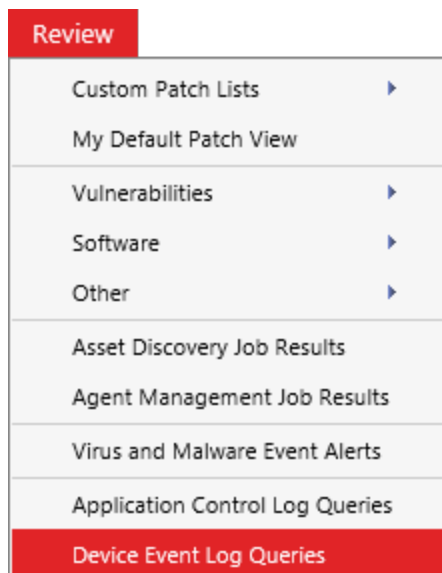 Review
Custom Patch Lists
My Default Patch View
Vulnerabilities
Software
Other
Asset Discovery Job Results
Agent Management Job Results
Virus and Malware Event Alerts
Application Control Log Queries
Device Event Log Queries